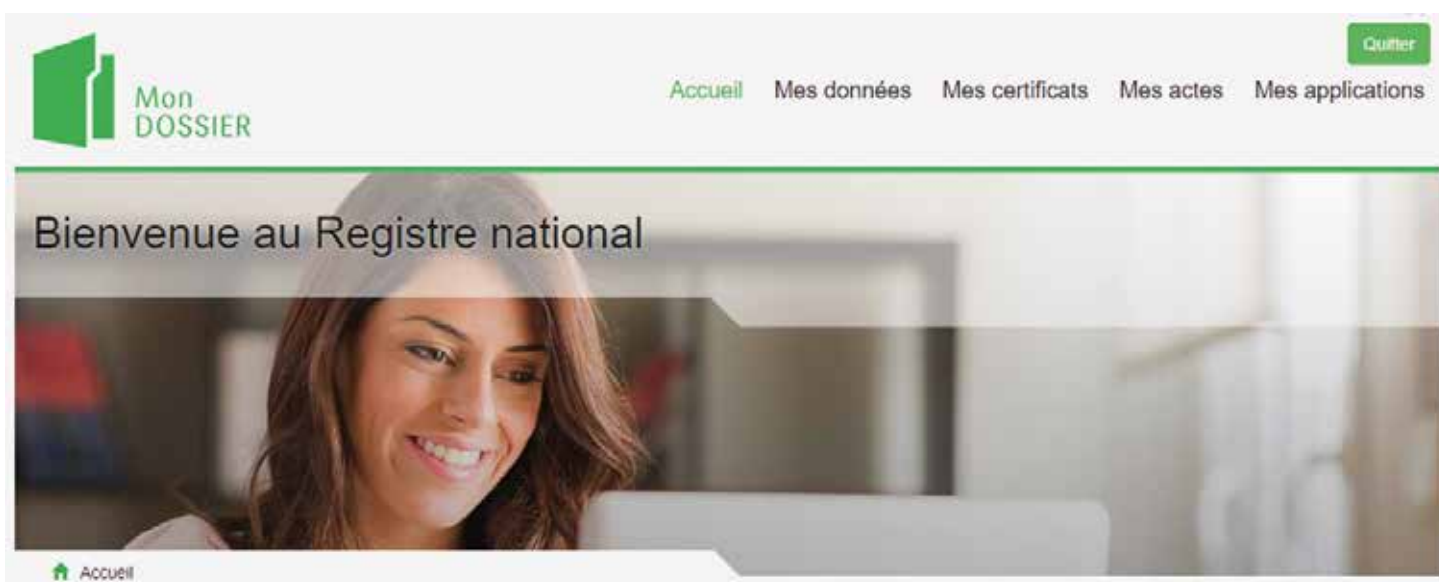 Quitter
Mon
DOSSIER
Accueil Mes données Mes certificats Mes actes Mes applications
Bienvenue au Registre national
Accueil